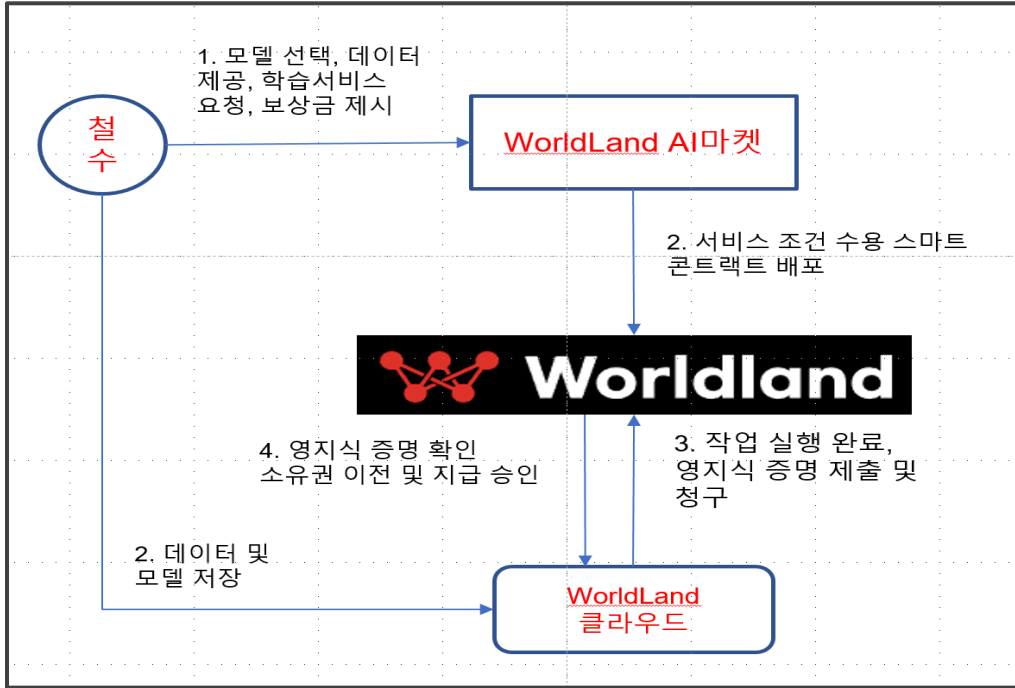 1. 모델 선택, 데이터
제공, 학습서비스
요청, 보상금 제시
철
수
WorldLand AI마켓
2. 서비스 조건 수용 스마트
콘트랙트 배포
Worldland
4. 영지식 증명 확인
소유권 이전 및 지급 승인
3. 작업 실행 완료,
영지식 증명 제출 및
청구
2. 데이터 및
모델 저장
WorldLand
클라우드